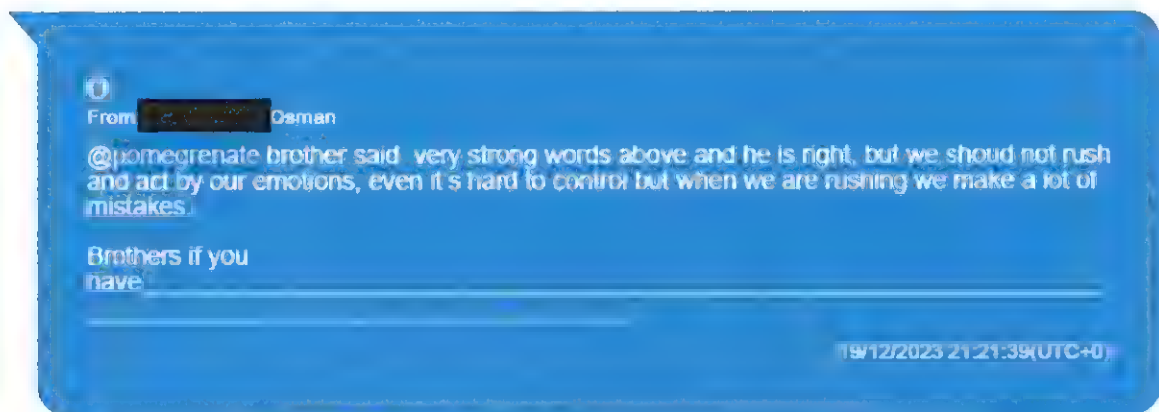 From Osman
@pomegrenate brother said very strong words above and he is right, but we shoud not rush
and act by our emotions, even it s hard to control but when we are rushing we make a lot of
mistakes.
Brothers if you
have
19/12/2023 21:21:39(UTC+0)